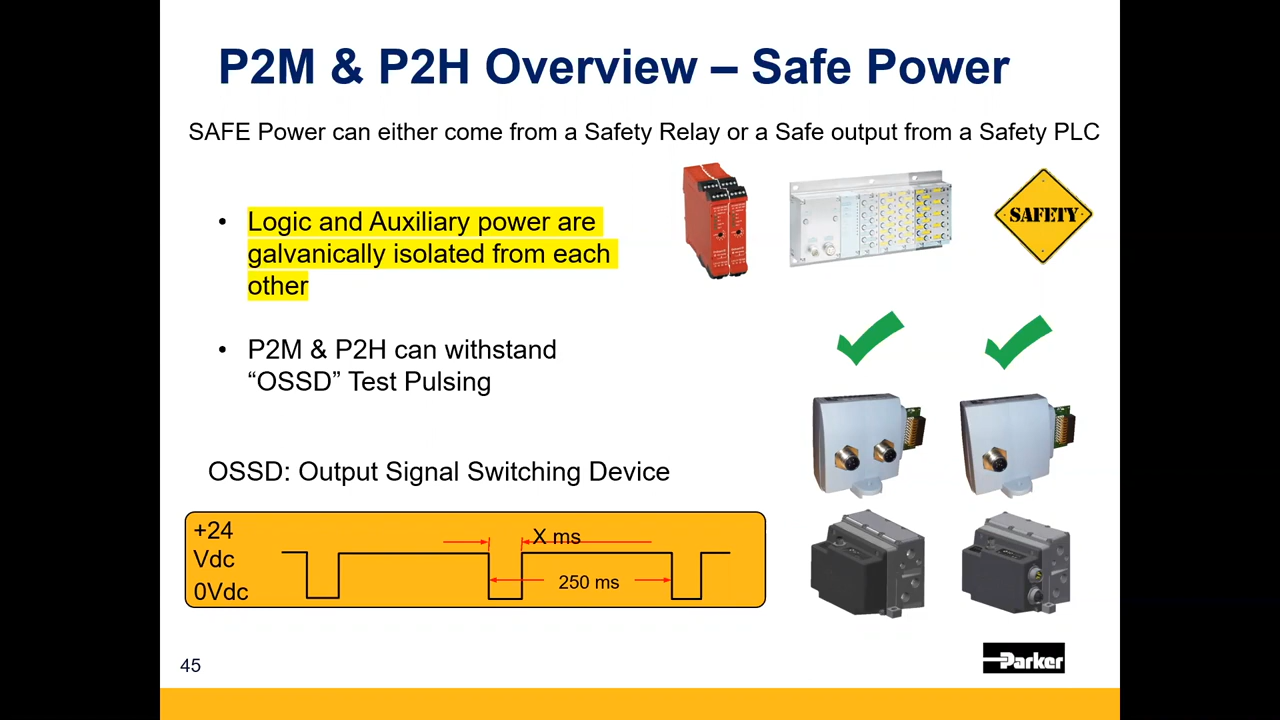 P2M & P2H Overview – Safe Power
SAFE Power can either come from a Safety Relay or a Safe output from a Safety PLC
SAFETY
• Logic and Auxiliary power are
galvanically isolated from each
other
• P2M & P2H can withstand
“OSSD” Test Pulsing
OSSD: Output Signal Switching Device
+24
Vdc
0Vdc
X ms
250 ms
45
Parker